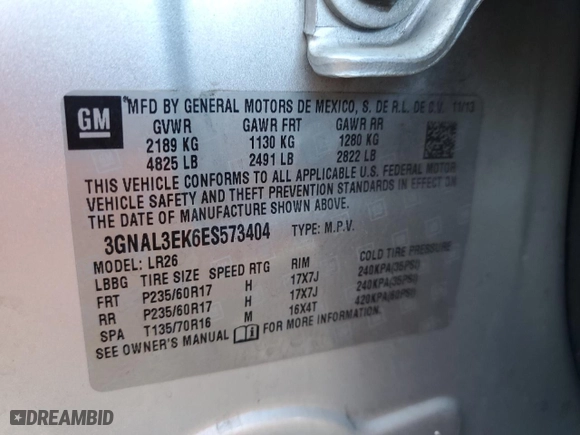 GM
MFD BY GENERAL MOTORS DE MEXICO, S. DE R.L. DE C.V. 11/13
GVWR GAWR FRT GAWR RR
2189 KG 1130 KG 1280 KG
4825 LB 2491 LB 2822 LB
THIS VEHICLE CONFORMS TO ALL APPLICABLE U.S. FEDERAL MOTOR
VEHICLE SAFETY AND THEFT PREVENTION STANDARDS IN EFFECT ON
THE DATE OF MANUFACTURE SHOWN ABOVE.
3GNAL3EK6ES573404 TYPE: M.P.V.
MODEL: LR26
LBBG TIRE SIZE SPEED RTG RIM COLD TIRE PRESSURE
FRT P235/60R17 H 17X7J 240KPA(35PSI)
RR P235/60R17 H 17X7J 240KPA(35PSI)
SPA T135/70R16 M 16X4T 420KPA(60PSI)
SEE OWNER'S MANUAL FOR MORE INFORMATION.
DREAMBID